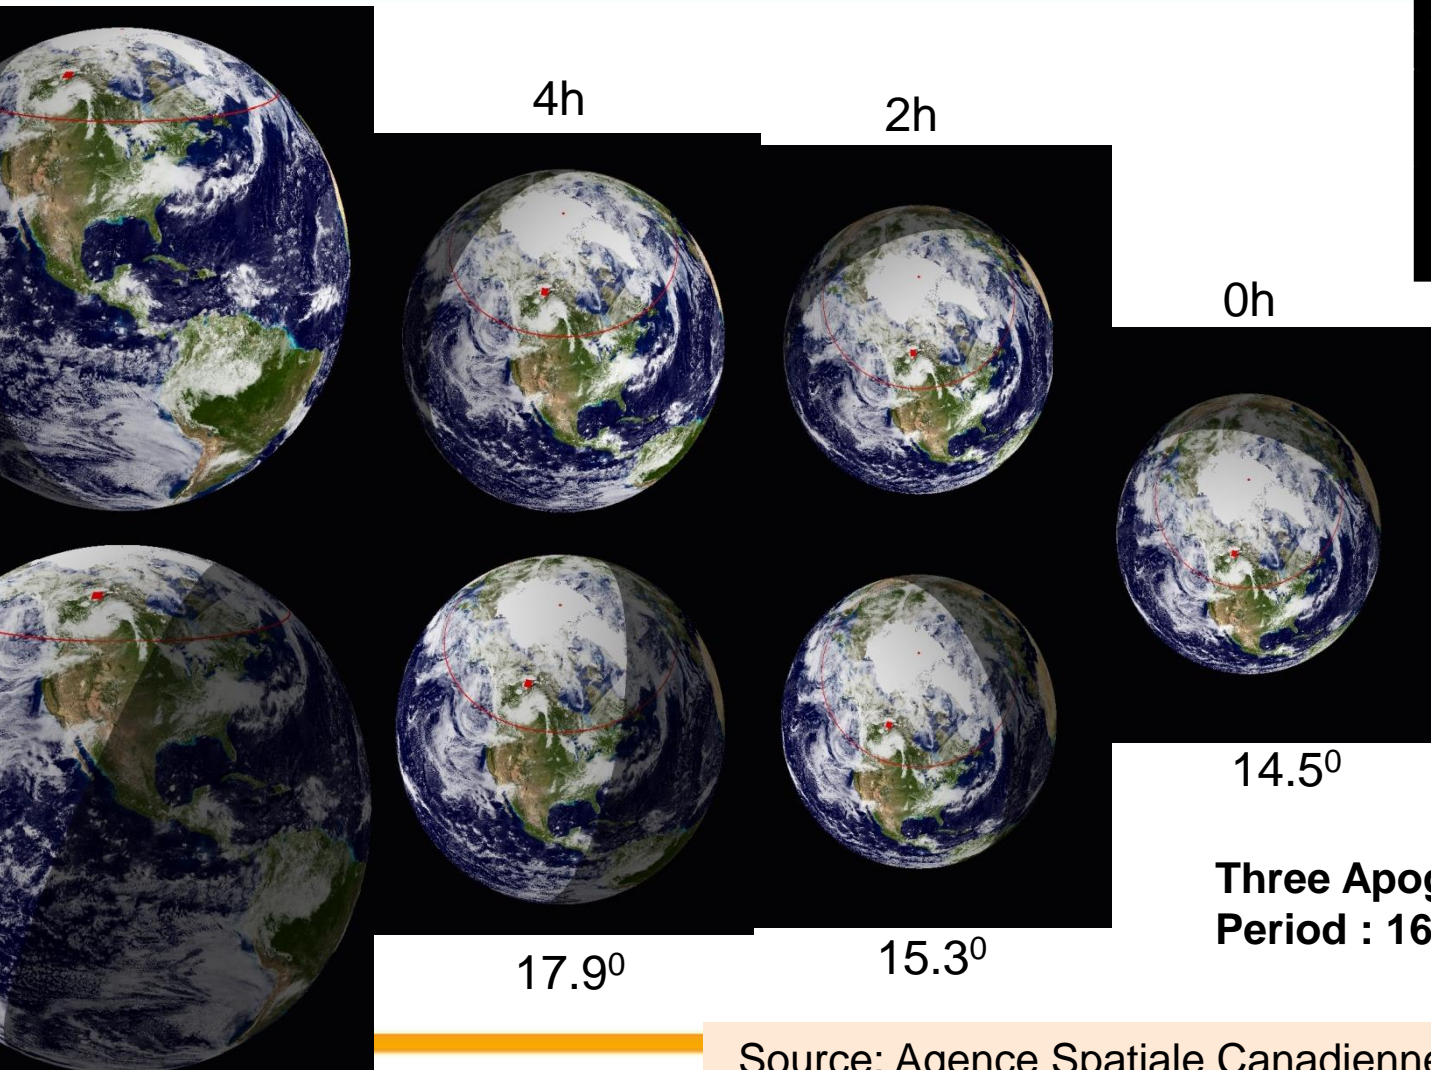 4h
2h
0h
14.5⁰
17.9⁰
15.3⁰
Three Apog
Period : 16
Source: Agence Spatiale Canadienne